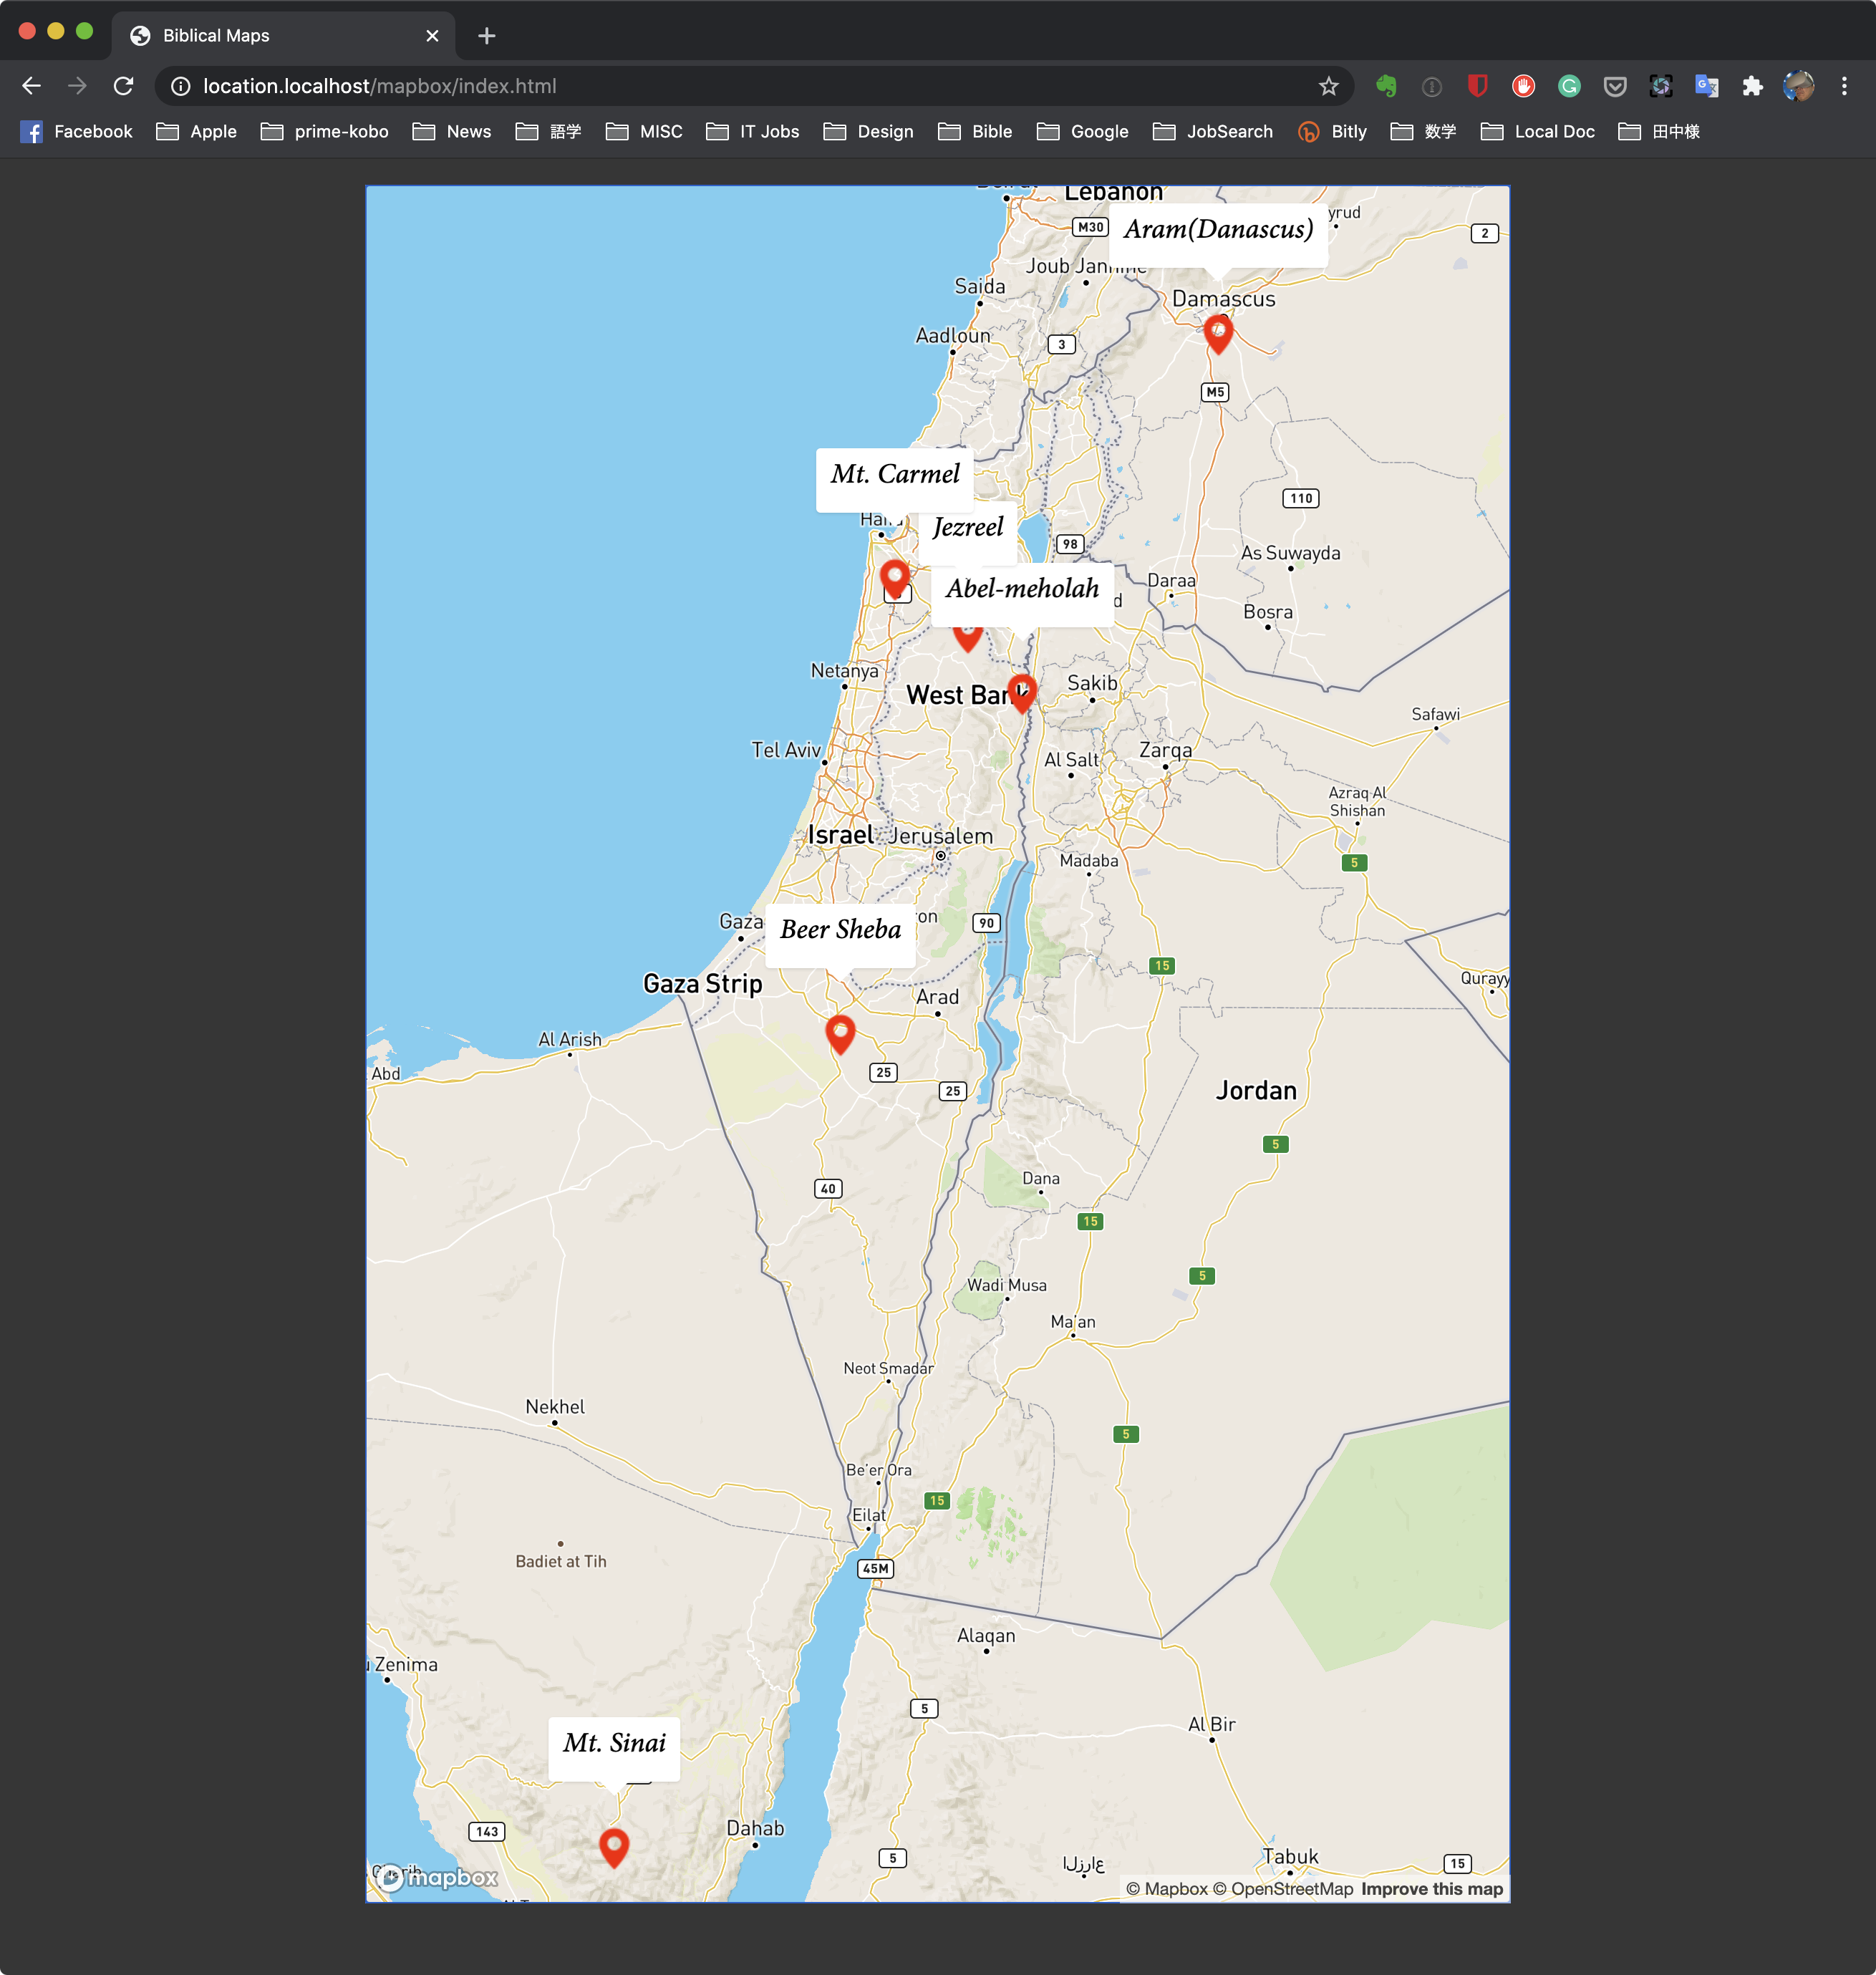 Biblical Maps
location.localhost/mapbox/index.html
Facebook
Apple
prime-kobo
News
語学
MISC
IT Jobs
Design
Bible
Google
JobSearch
Bitly
数学
Local Doc
田中様
Lebanon
yrud
M30
Aram(Danascus)
2
Joub Jannine
Saida
Damascus
Aadloun
3
M5
Mt. Carmel
110
Haifa
Jezreel
98
As Suwayda
Abel-meholah
d
Daraa
Bosra
Netanya
West Bank
Sakib
Safawi
Tel Aviv
Al Salt
Zarqa
Azraq Al
Shishan
Israel
Jerusalem
Madaba
5
Gaza
Beer Sheba
on
90
15
Gaza Strip
Arad
Quray
Al Arish
Abd
25
25
Jordan
5
40
Dana
15
5
Wadi Musa
Ma'an
Neot Smadar
Nekhel
5
Be'er Ora
15
Eilat
Badiet at Tih
45M
Alaqan
u Zenima
5
Al Bir
Mt. Sinai
143
Dahab
5
عارزلا
Tabuk
15
mapbox
© Mapbox © OpenStreetMap Improve this map